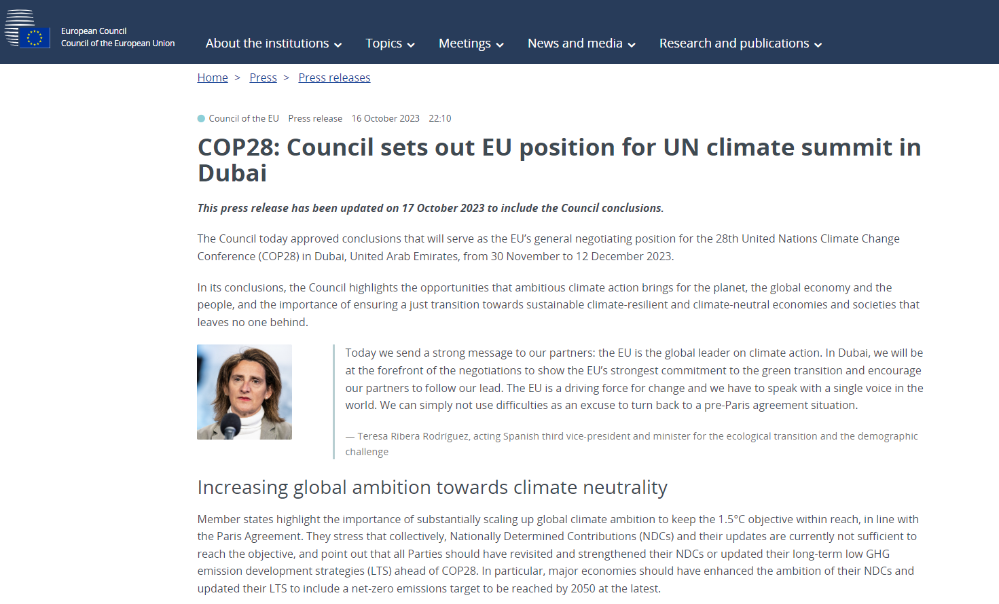 European Council
Council of the European Union
About the institutions
Topics
Meetings
News and media
Research and publications
Home > Press > Press releases
Council of the EU Press release 16 October 2023 22:10
COP28: Council sets out EU position for UN climate summit in
Dubai
This press release has been updated on 17 October 2023 to include the Council conclusions.
The Council today approved conclusions that will serve as the EU’s general negotiating position for the 28th United Nations Climate Change
Conference (COP28) in Dubai, United Arab Emirates, from 30 November to 12 December 2023.
In its conclusions, the Council highlights the opportunities that ambitious climate action brings for the planet, the global economy and the
people, and the importance of ensuring a just transition towards sustainable climate-resilient and climate-neutral economies and societies that
leaves no one behind.
Today we send a strong message to our partners: the EU is the global leader on climate action. In Dubai, we will be
at the forefront of the negotiations to show the EU’s strongest commitment to the green transition and encourage
our partners to follow our lead. The EU is a driving force for change and we have to speak with a single voice in the
world. We can simply not use difficulties as an excuse to turn back to a pre-Paris agreement situation.
— Teresa Ribera Rodríguez, acting Spanish third vice-president and minister for the ecological transition and the demographic
challenge
Increasing global ambition towards climate neutrality
Member states highlight the importance of substantially scaling up global climate ambition to keep the 1.5°C objective within reach, in line with
the Paris Agreement. They stress that collectively, Nationally Determined Contributions (NDCs) and their updates are currently not sufficient to
reach the objective, and point out that all Parties should have revisited and strengthened their NDCs or updated their long-term low GHG
emission development strategies (LTS) ahead of COP28. In particular, major economies should have enhanced the ambition of their NDCs and
updated their LTS to include a net-zero emissions target to be reached by 2050 at the latest.